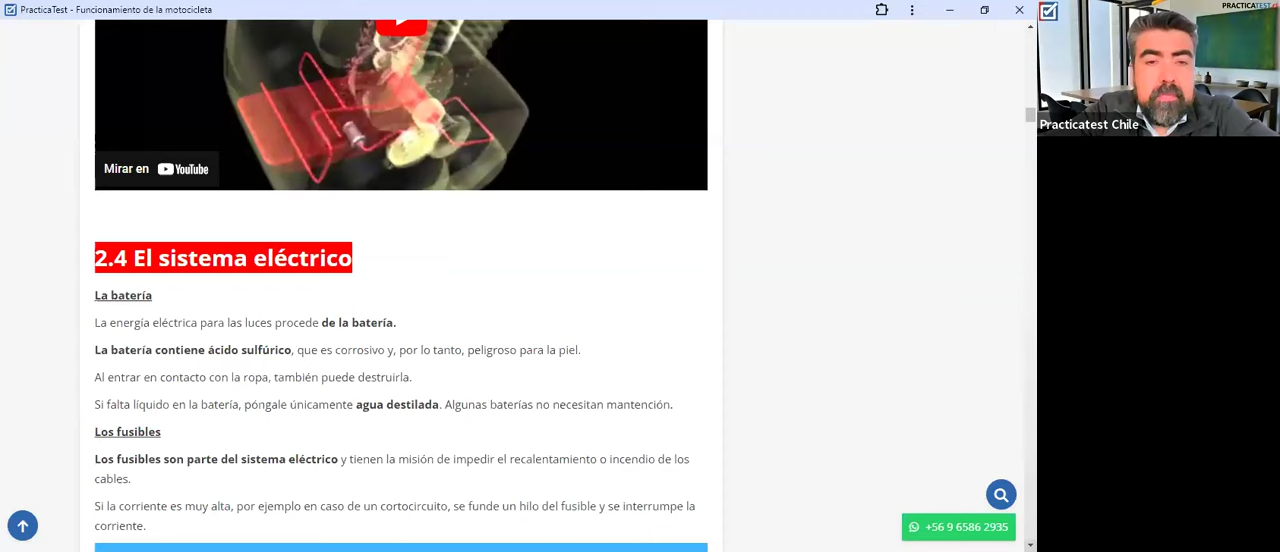 PracticaTest - Funcionamiento de la motocicleta
PRACTICATEST
Practicatest Chile
Mirar en YouTube
2.4 El sistema eléctrico
La batería
La energía eléctrica para las luces procede de la batería.
La batería contiene ácido sulfúrico, que es corrosivo y, por lo tanto, peligroso para la piel.
Al entrar en contacto con la ropa, también puede destruirla.
Si falta líquido en la batería, póngale únicamente agua destilada. Algunas baterías no necesitan mantención.
Los fusibles
Los fusibles son parte del sistema eléctrico y tienen la misión de impedir el recalentamiento o incendio de los
cables.
Si la corriente es muy alta, por ejemplo en caso de un cortocircuito, se funde un hilo del fusible y se interrumpe la
corriente.
+56 9 6586 2935